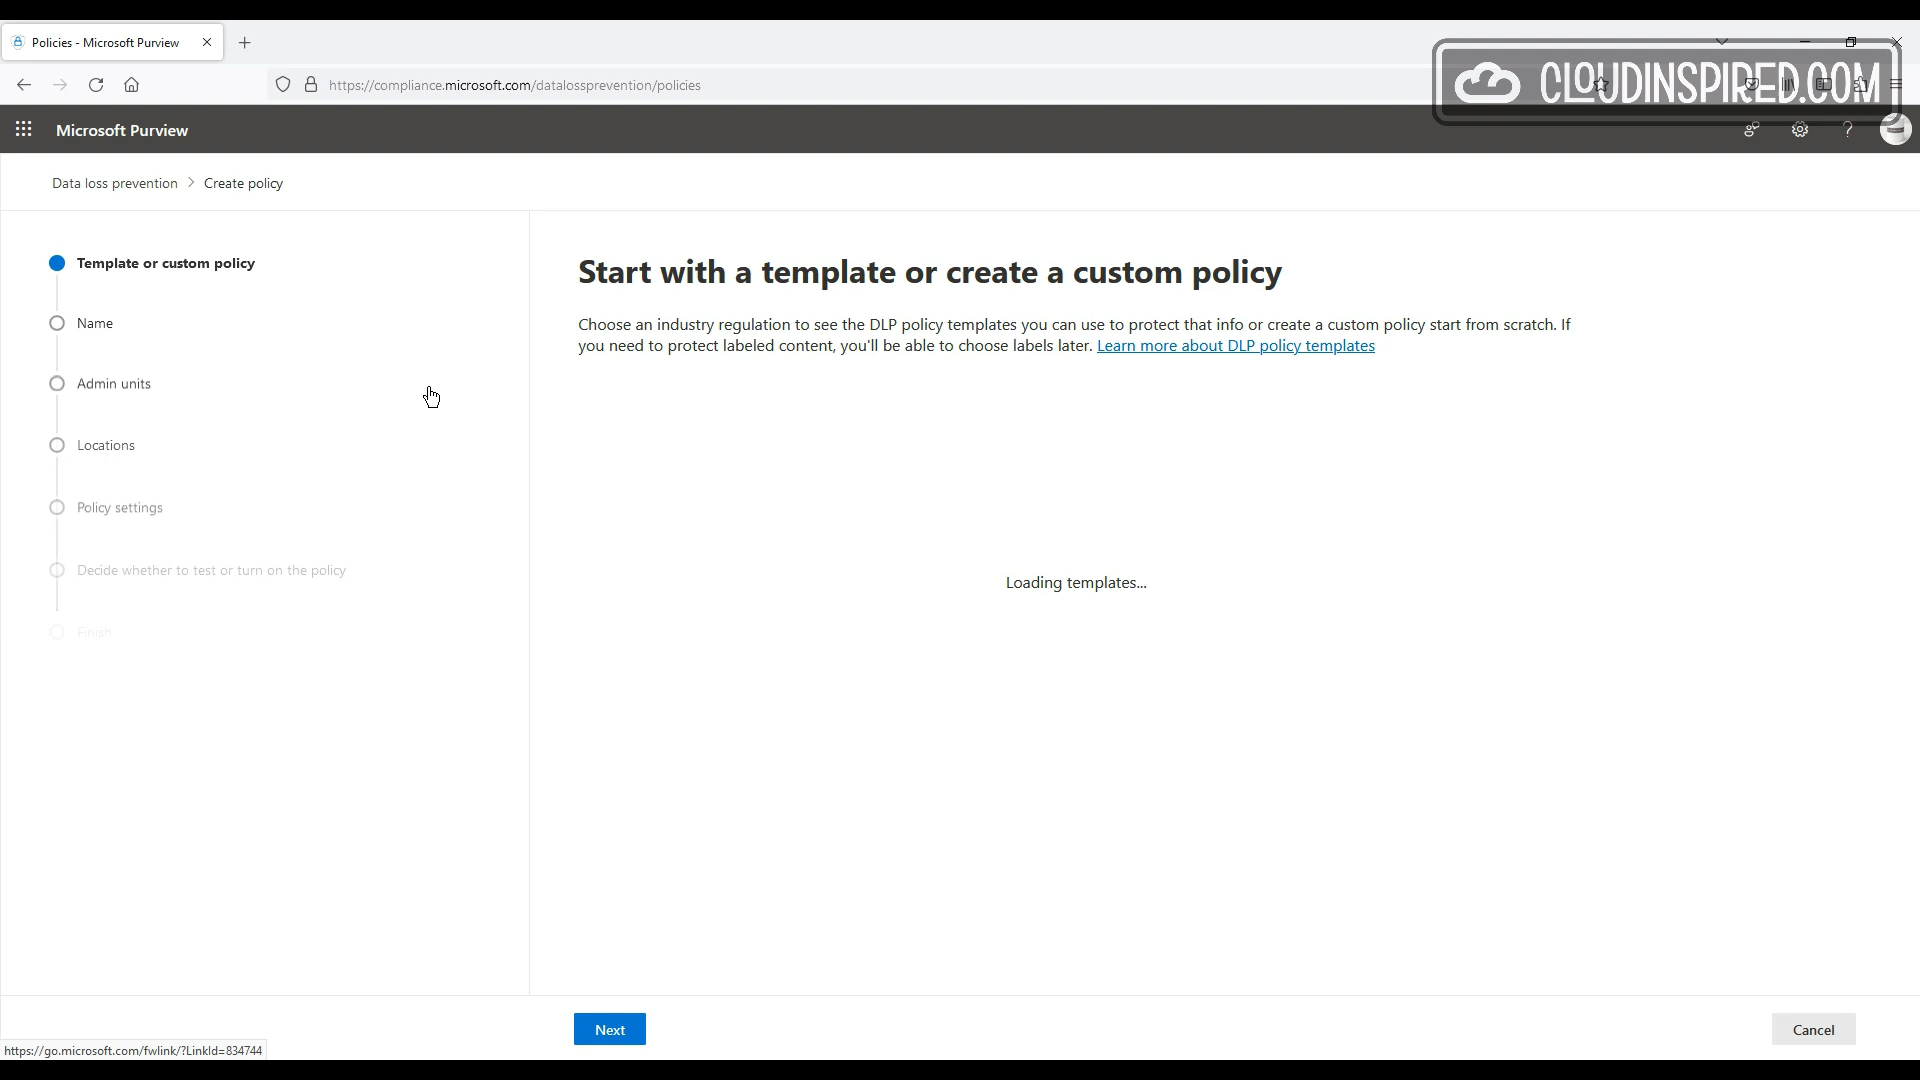 Policies - Microsoft Purview
https://compliance.microsoft.com/datalossprevention/policies
CLOUDINSPIRED.COM
Microsoft Purview
Data loss prevention > Create policy
Template or custom policy
Name
Admin units
Locations
Policy settings
Decide whether to test or turn on the policy
Finish
Start with a template or create a custom policy
Choose an industry regulation to see the DLP policy templates you can use to protect that info or create a custom policy start from scratch. If
you need to protect labeled content, you'll be able to choose labels later. Learn more about DLP policy templates
Loading templates...
Next
Cancel
https://go.microsoft.com/fwlink/?LinkId=834744